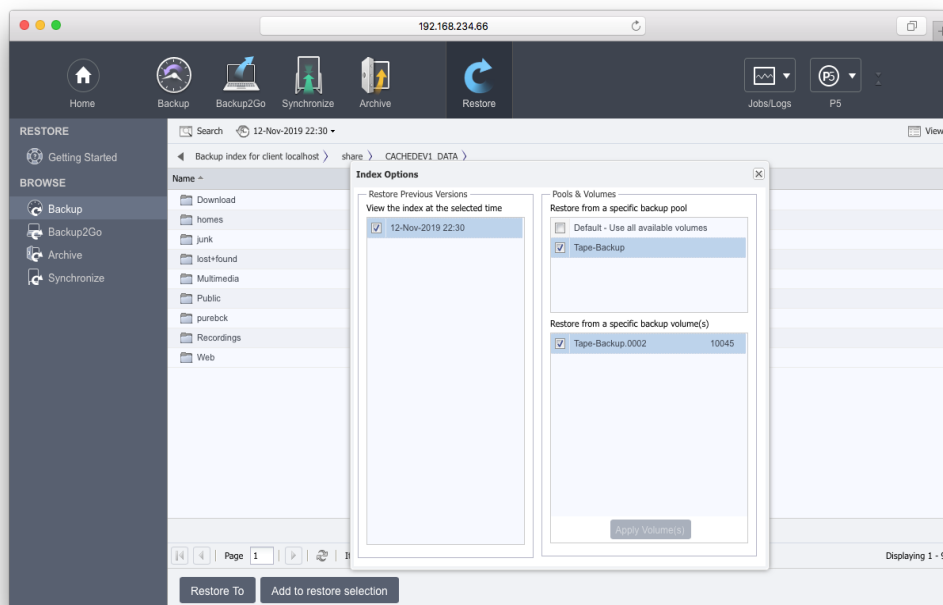 192.168.234.66
Home
Backup
Backup2Go
Synchronize
Archive
Restore
Jobs/Logs
P5
P5
RESTORE
Getting Started
BROWSE
Backup
Backup2Go
Archive
Synchronize
Search 12-Nov-2019 22:30
View
Backup index for client localhost share CACHEDEV1_DATA
Name
Download
homes
junk
lost+found
Multimedia
Public
purebck
Recordings
Web
Index Options
Restore Previous Versions
View the index at the selected time
12-Nov-2019 22:30
Pools & Volumes
Restore from a specific backup pool
Default - Use all available volumes
Tape-Backup
Restore from a specific backup volume(s)
Tape-Backup.0002 10045
Apply Volume(s)
Page 1
Displaying 1 - 9
Restore To
Add to restore selection